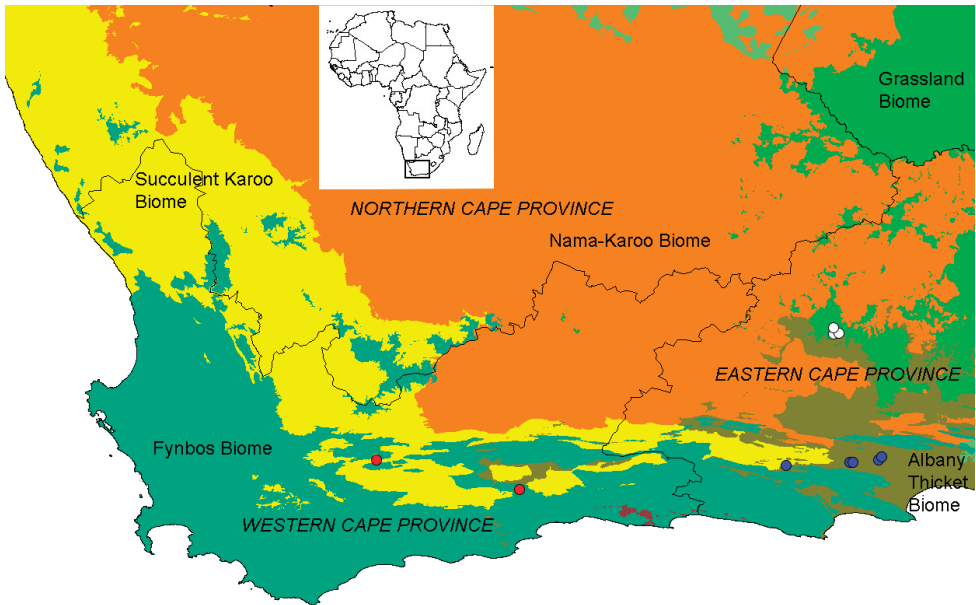 Grassland
Biome
Succulent Karoo
Biome
NORTHERN CAPE PROVINCE
Nama-Karoo Biome
EASTERN CAPE PROVINCE
Fynbos Biome
Albany
Thicket
Biome
WESTERN CAPE PROVINCE